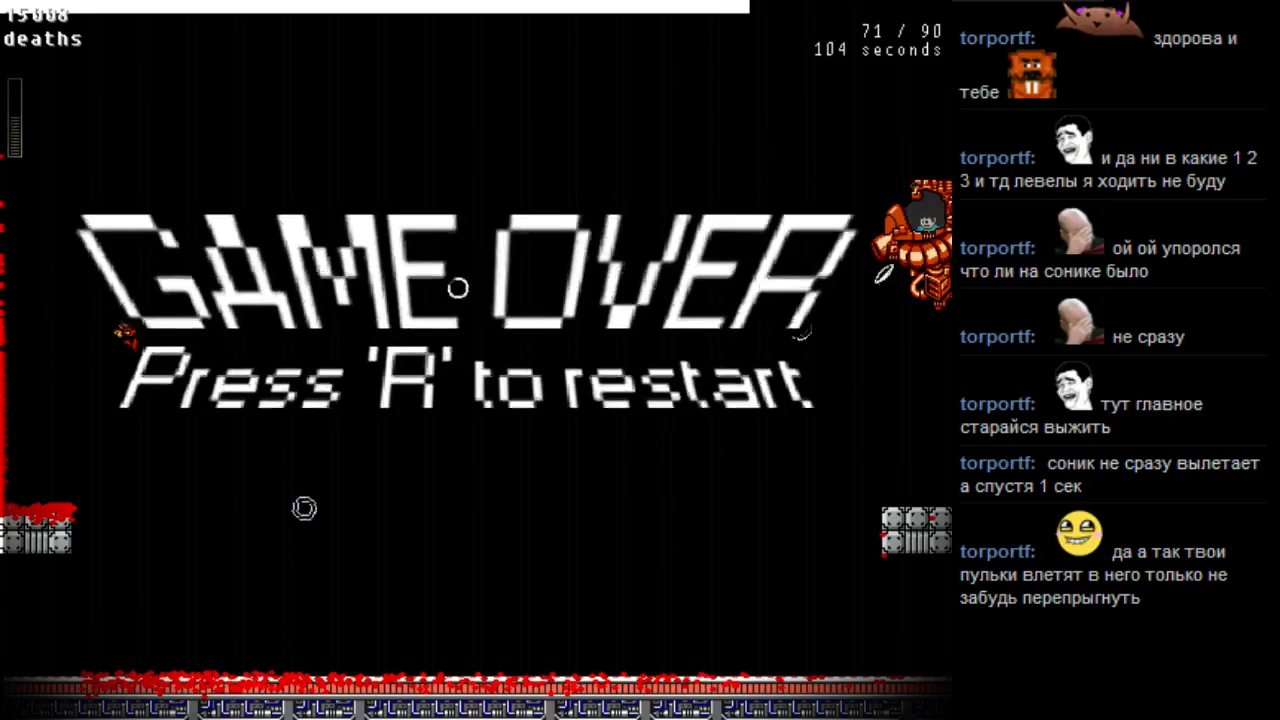 15008
deaths
71 / 90
104 seconds
GAME OVER
Press 'R' to restart
torportf: здорова и
тебе
torportf: и да ни в какие 1 2
3 и тд левелы я ходить не буду
torportf: ой ой упоролся
что ли на сонике было
torportf: не сразу
torportf: тут главное
старайся выжить
torportf: соник не сразу вылетает
а спустя 1 сек
torportf: да а так твои
пульки влетят в него только не
забудь перепрыгнуть